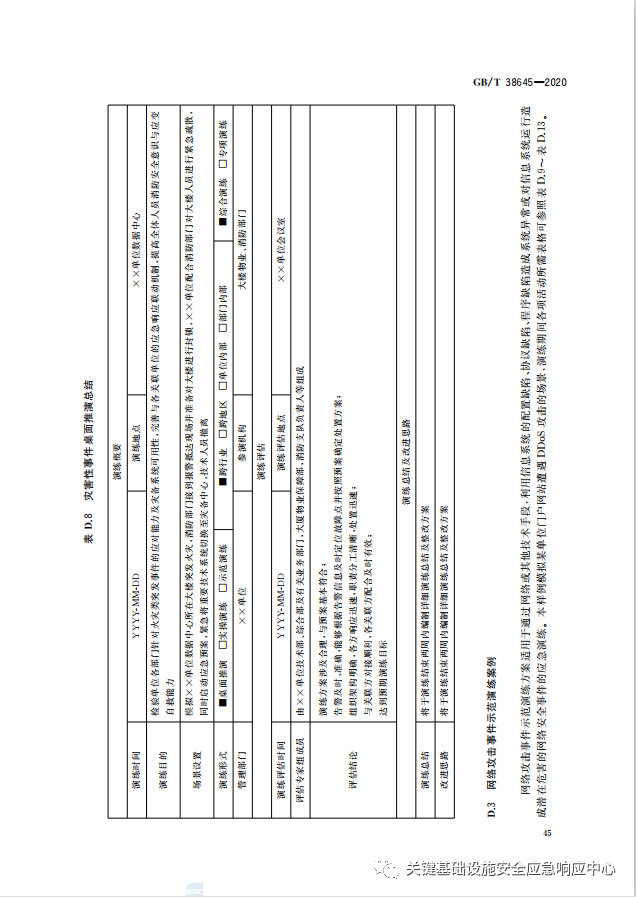 GB/T 38645—2020
表 D.8 灾害性事件桌面推演总结
演练概要
演练时间 YYYY-MM-DD 演练地点 ××单位数据中心
演练目的 检验单位各部门针对火灾类突发事件的应对能力及灾备系统可用性,完善与各关联单位的应急响应联动机制,提高全体人员消防安全意识与应变
自救能力
场景设置 模拟××单位数据中心所在大楼突发火灾,消防部门接到报警抵达现场并准备对大楼进行封锁,××单位配合消防部门对大楼人员进行紧急疏散,
同时启动应急预案,紧急将重要技术系统切换至灾备中心,技术人员撤离
演练形式 ■桌面推演 □实操演练 □示范演练 ■跨行业 □跨地区 □单位内部 □部门内部 ■综合演练 □专项演练
管理部门 ××单位 参演机构 大楼物业、消防部门
演练评估
演练评估时间 YYYY-MM-DD 演练评估地点 ××单位会议室
评估专家组成员 由××单位技术部、综合部及有关业务部门,大厦物业保障部,消防支队负责人等组成
评估结论 演练方案涉及合理,与预案基本符合;
告警及时、准确,能够根据告警信息及时定位故障点并按照预案确定处置方案;
组织架构明确,各方响应迅速,职责分工清晰,处置迅速;
与关联方对接顺利,各关联方配合及时有效;
达到预期演练目标
演练总结及改进思路
演练总结 将于演练结束两周内编制详细演练总结及整改方案
改进思路 将于演练结束两周内编制详细演练总结及整改方案
D.3 网络攻击事件示范演练案例
网络攻击事件示范演练方案适用于通过网络或其他技术手段,利用信息系统的配置缺陷、协议缺陷、程序缺陷造成系统异常或对信息系统运行造
成潜在危害的网络安全事件的应急演练。本样例模拟某单位门户网站遭遇 DDoS 攻击的场景,演练期间各项活动所需表格可参照表 D.9～表 D.13。
45
关键基础设施安全应急响应中心